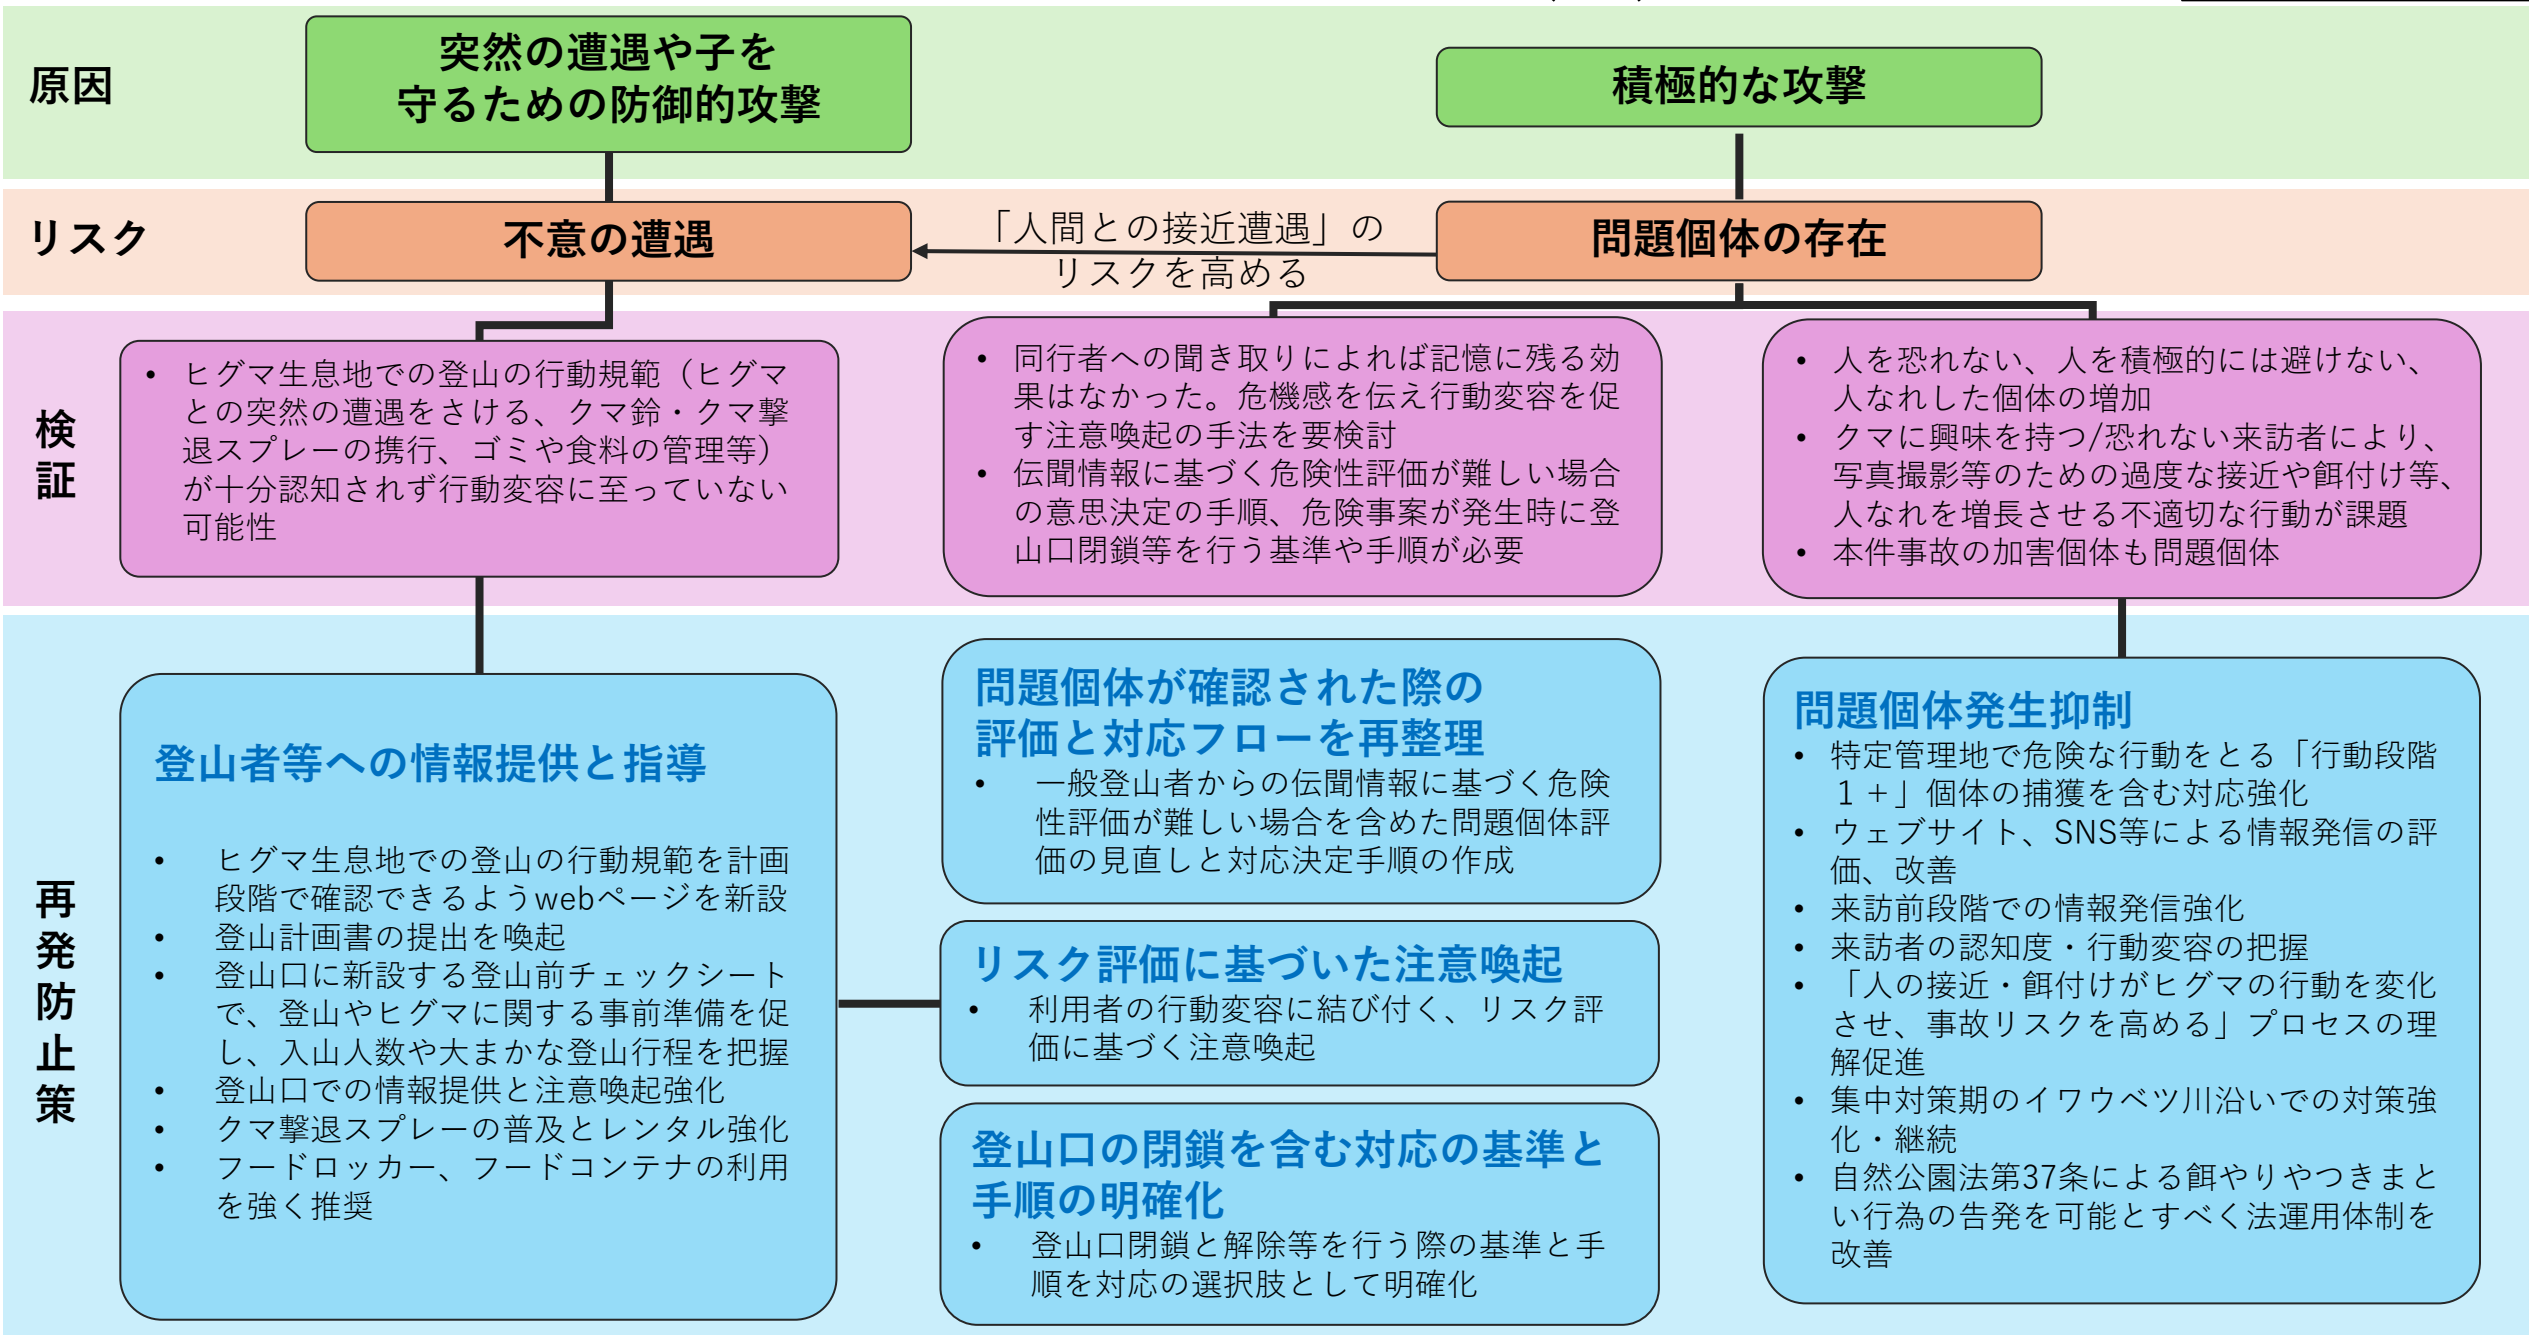 原因
突然の遭遇や子を
守るための防御的攻撃
積極的な攻撃
リスク
不意の遭遇
「人間との接近遭遇」の
リスクを高める
問題個体の存在
検証
• ヒグマ生息地での登山の行動規範（ヒグマ
との突然の遭遇をさける、クマ鈴・クマ撃
退スプレーの携行、ゴミや食料の管理等）
が十分認知されず行動変容に至っていない
可能性
• 同行者への聞き取りによれば記憶に残る効
果はなかった。危機感を伝え行動変容を促
す注意喚起の手法を要検討
• 伝聞情報に基づく危険性評価が難しい場合
の意思決定の手順、危険事案が発生時に登
山口閉鎖等を行う基準や手順が必要
• 人を恐れない、人を積極的には避けない、
人なれした個体の増加
• クマに興味を持つ/恐れない来訪者により、
写真撮影等のための過度な接近や餌付け等、
人なれを増長させる不適切な行動が課題
• 本件事故の加害個体も問題個体
再発防止策
登山者等への情報提供と指導
• ヒグマ生息地での登山の行動規範を計画
段階で確認できるようwebページを新設
• 登山計画書の提出を喚起
• 登山口に新設する登山前チェックシート
で、登山やヒグマに関する事前準備を促
し、入山人数や大まかな登山行程を把握
• 登山口での情報提供と注意喚起強化
• クマ撃退スプレーの普及とレンタル強化
• フードロッカー、フードコンテナの利用
を強く推奨
問題個体が確認された際の
評価と対応フローを再整理
• 一般登山者からの伝聞情報に基づく危険
性評価が難しい場合を含めた問題個体評
価の見直しと対応決定手順の作成
リスク評価に基づいた注意喚起
• 利用者の行動変容に結び付く、リスク評
価に基づく注意喚起
登山口の閉鎖を含む対応の基準と
手順の明確化
• 登山口閉鎖と解除等を行う際の基準と手
順を対応の選択肢として明確化
問題個体発生抑制
• 特定管理地で危険な行動をとる「行動段階
１＋」個体の捕獲を含む対応強化
• ウェブサイト、SNS等による情報発信の評
価、改善
• 来訪前段階での情報発信強化
• 来訪者の認知度・行動変容の把握
• 「人の接近・餌付けがヒグマの行動を変化
させ、事故リスクを高める」プロセスの理
解促進
• 集中対策期のイワウベツ川沿いでの対策強
化・継続
• 自然公園法第37条による餌やりやつきまと
い行為の告発を可能とすべく法運用体制を
改善